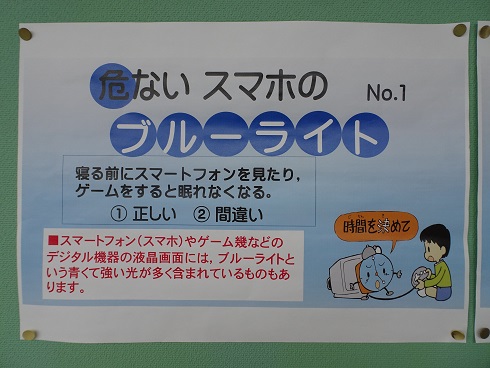 危ない スマホの No.1
ブルーライト
寝る前にスマートフォンを見たり,
ゲームをすると眠れなくなる。
① 正しい ② 間違い
■スマートフォン(スマホ)やゲーム幾などの
デジタル機器の液晶画面には、ブルーライトと
いう青くて強い光が多く含まれているものもあ
ります。
時間を決めて